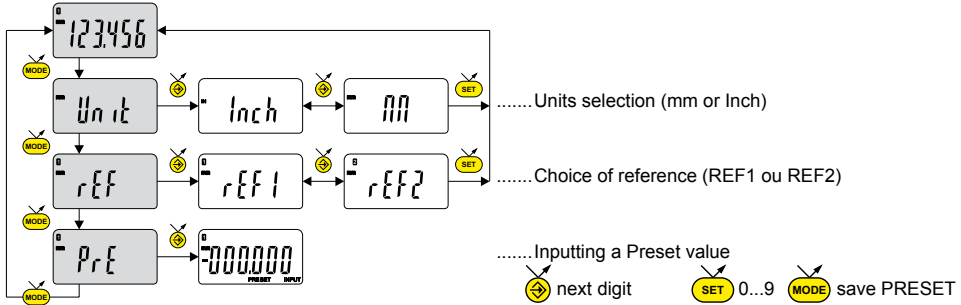 123.456
MODE
Unit
Inch
MM
SET
.......Units selection (mm or Inch)
MODE
rEF
rEF1
rEF2
SET
.......Choice of reference (REF1 ou REF2)
MODE
PrE
-000.000
PRESET INPUT
.......Inputting a Preset value
next digit SET 0...9 MODE save PRESET
MODE